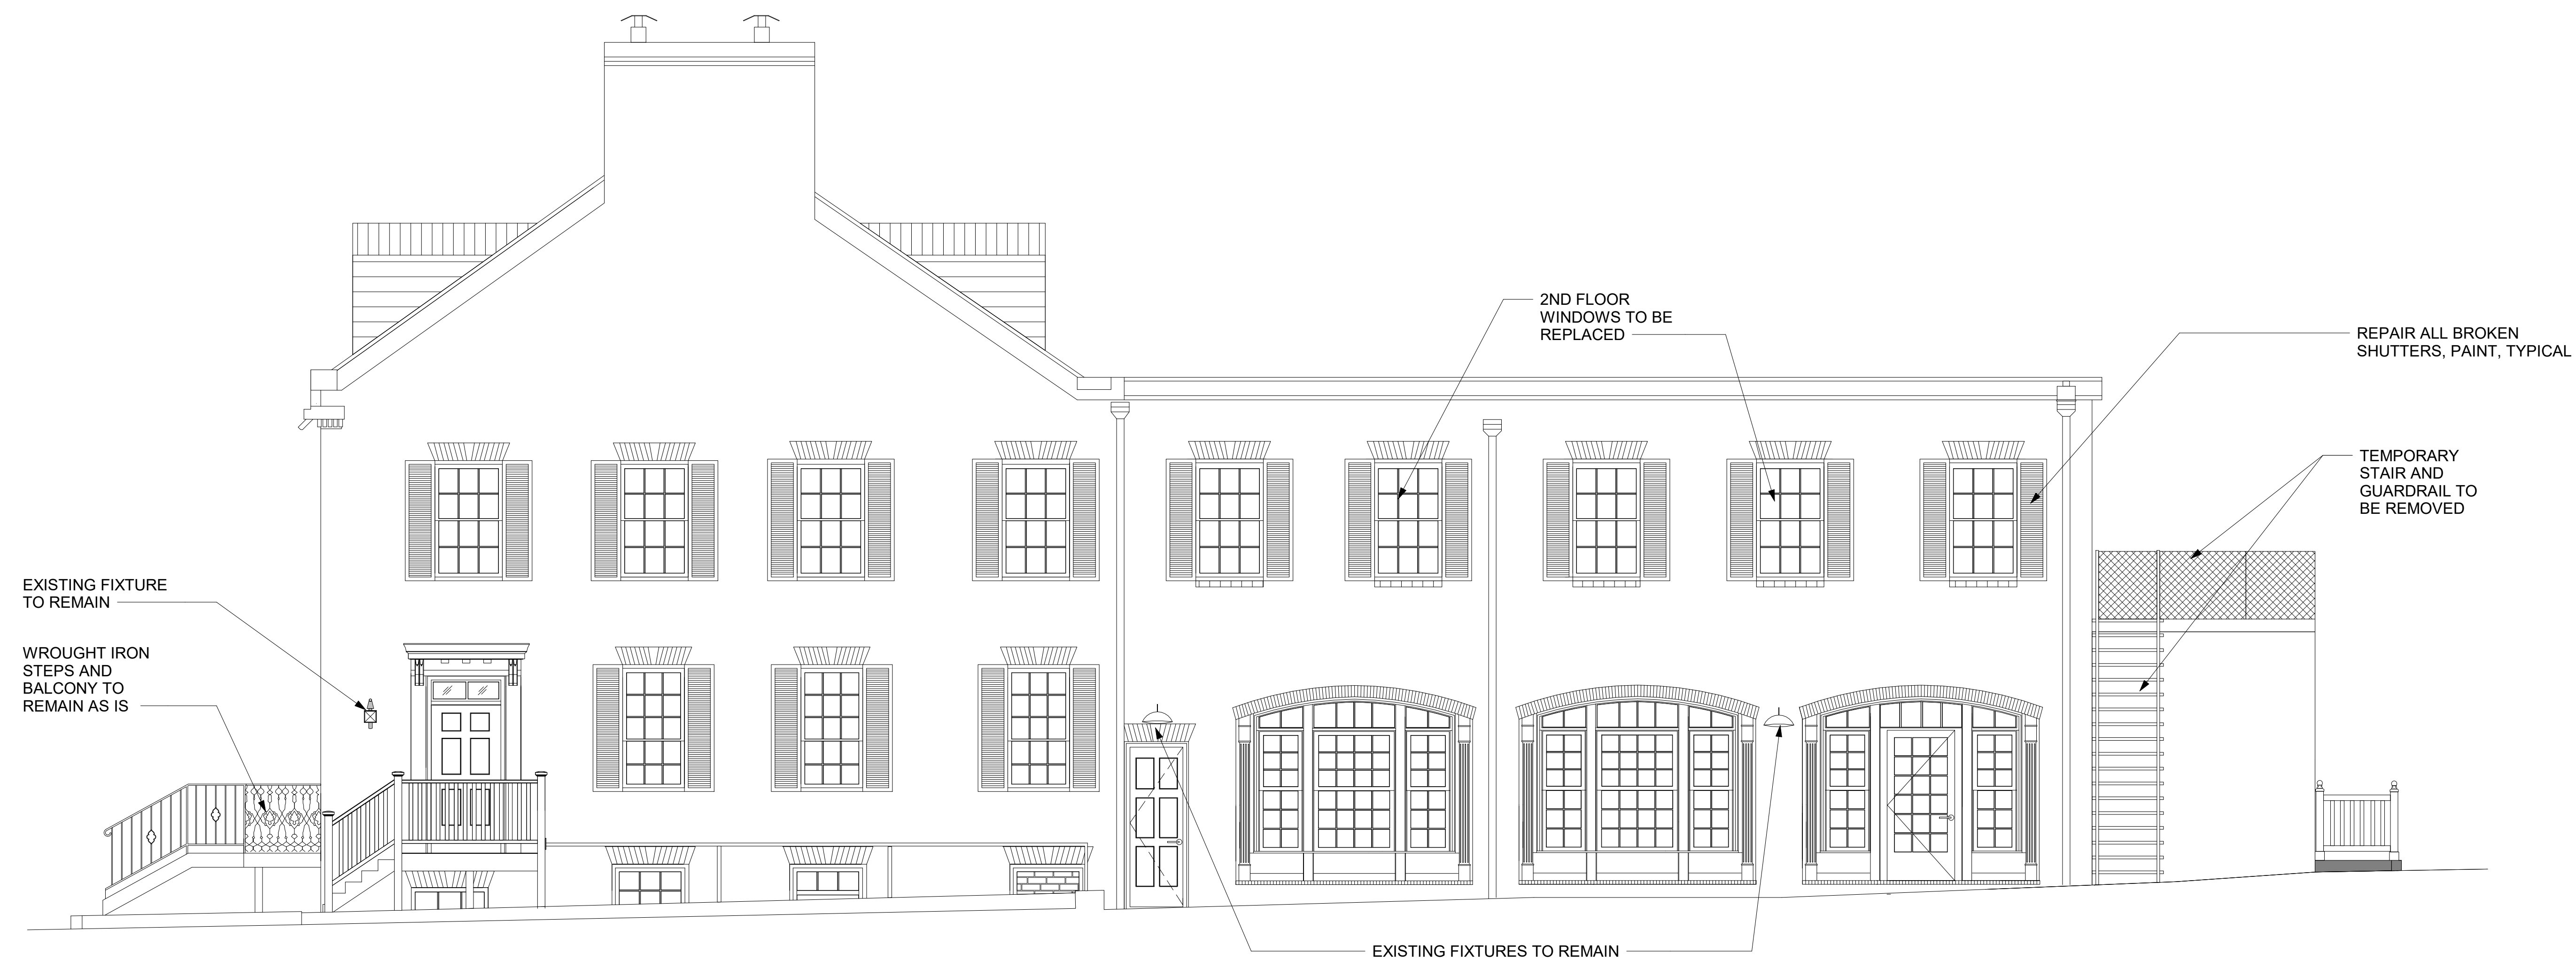 2ND FLOOR
WINDOWS TO BE
REPLACED
REPAIR ALL BROKEN
SHUTTERS, PAINT, TYPICAL
TEMPORARY
STAIR AND
GUARDRAIL TO
BE REMOVED
EXISTING FIXTURE
TO REMAIN
WROUGHT IRON
STEPS AND
BALCONY TO
REMAIN AS IS
EXISTING FIXTURES TO REMAIN